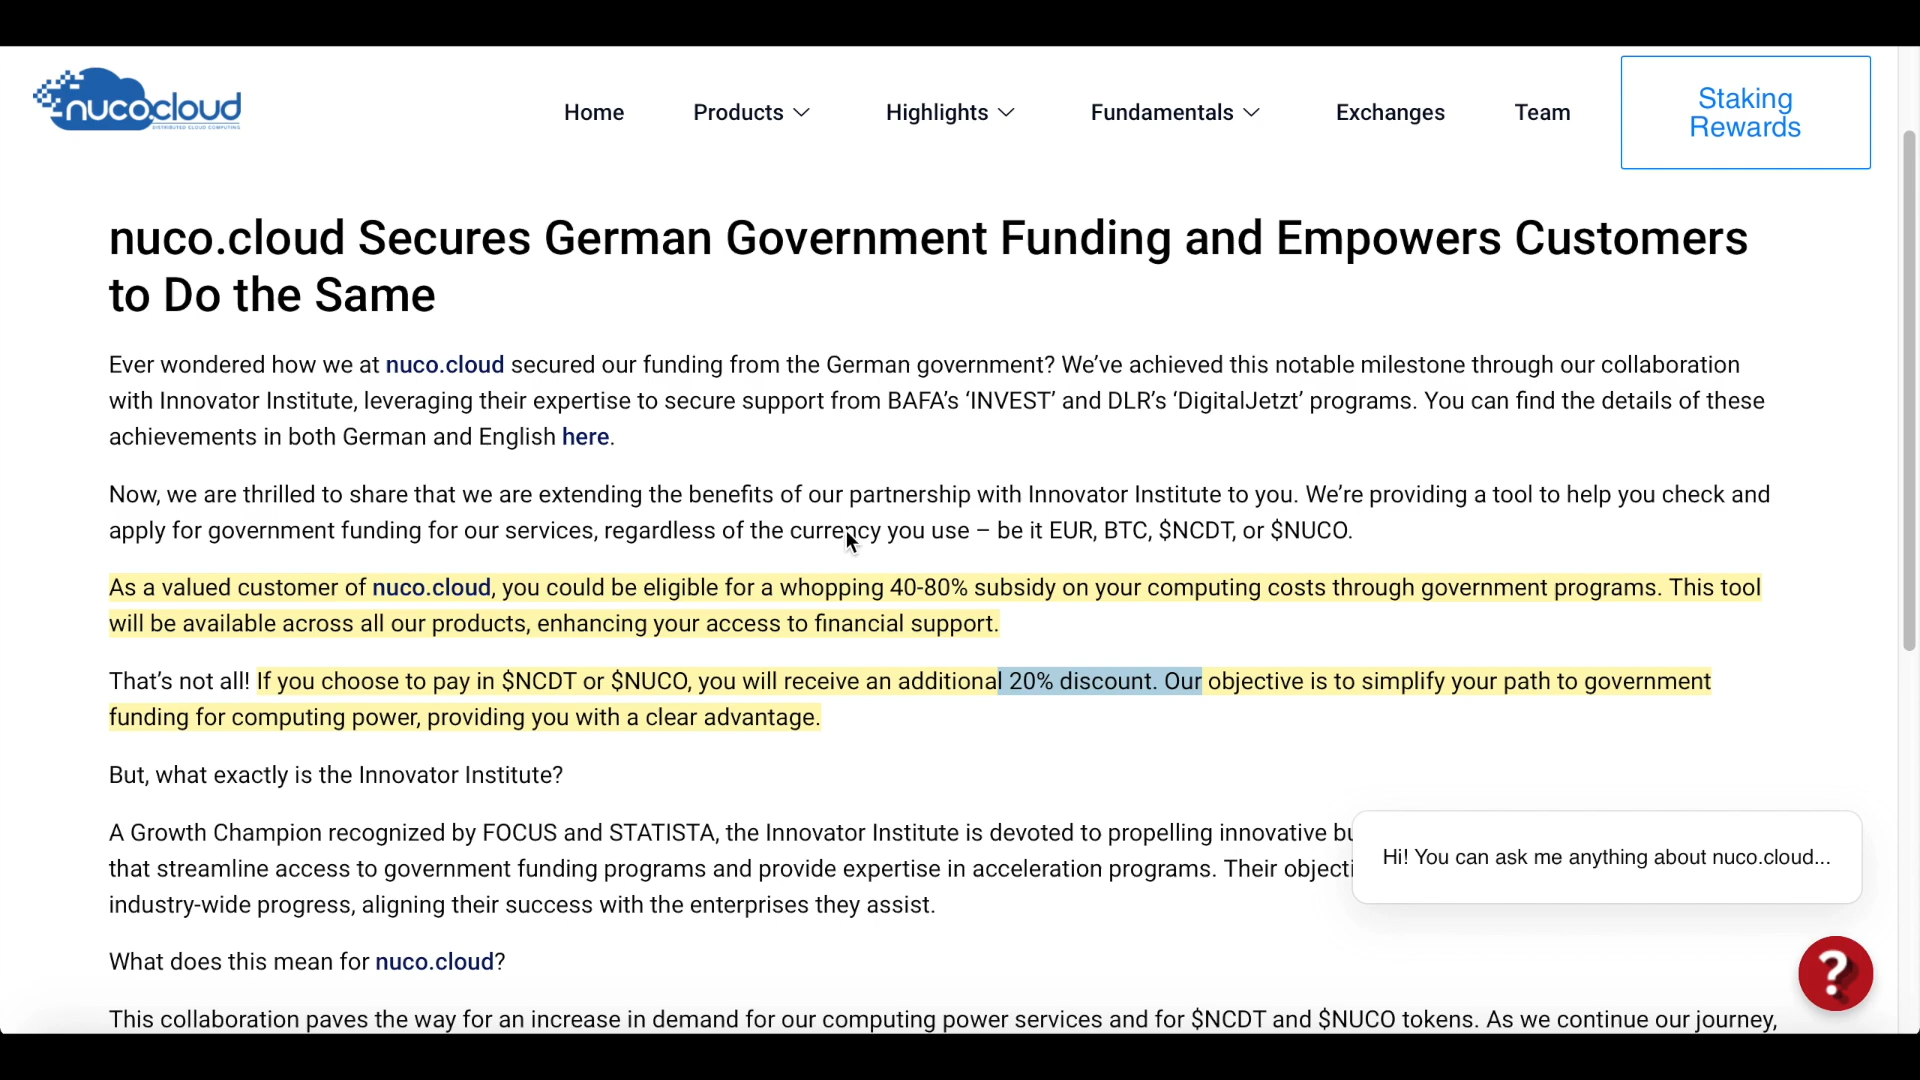 nuco.cloud
DISTRIBUTED CLOUD COMPUTING
Home
Products
Highlights
Fundamentals
Exchanges
Team
Staking
Rewards
nuco.cloud Secures German Government Funding and Empowers Customers
to Do the Same
Ever wondered how we at nuco.cloud secured our funding from the German government? We’ve achieved this notable milestone through our collaboration
with Innovator Institute, leveraging their expertise to secure support from BAFA’s ‘INVEST’ and DLR’s ‘DigitalJetzt’ programs. You can find the details of these
achievements in both German and English here.
Now, we are thrilled to share that we are extending the benefits of our partnership with Innovator Institute to you. We’re providing a tool to help you check and
apply for government funding for our services, regardless of the currency you use – be it EUR, BTC, $NCDT, or $NUCO.
As a valued customer of nuco.cloud, you could be eligible for a whopping 40-80% subsidy on your computing costs through government programs. This tool
will be available across all our products, enhancing your access to financial support.
That’s not all! If you choose to pay in $NCDT or $NUCO, you will receive an additional 20% discount. Our objective is to simplify your path to government
funding for computing power, providing you with a clear advantage.
But, what exactly is the Innovator Institute?
A Growth Champion recognized by FOCUS and STATISTA, the Innovator Institute is devoted to propelling innovative
that streamline access to government funding programs and provide expertise in acceleration programs. Their
industry-wide progress, aligning their success with the enterprises they assist.
Hi! You can ask me anything about nuco.cloud...
What does this mean for nuco.cloud?
?
This collaboration paves the way for an increase in demand for our computing power services and for $NCDT and $NUCO tokens. As we continue our journey,